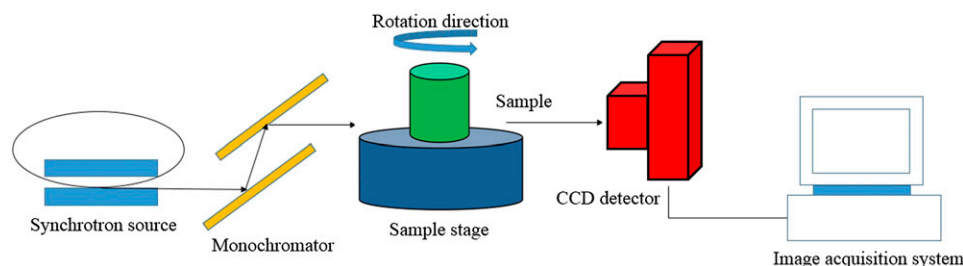 Rotation direction
Sample
Synchrotron source
Monochromator
Sample stage
CCD detector
Image acquisition system